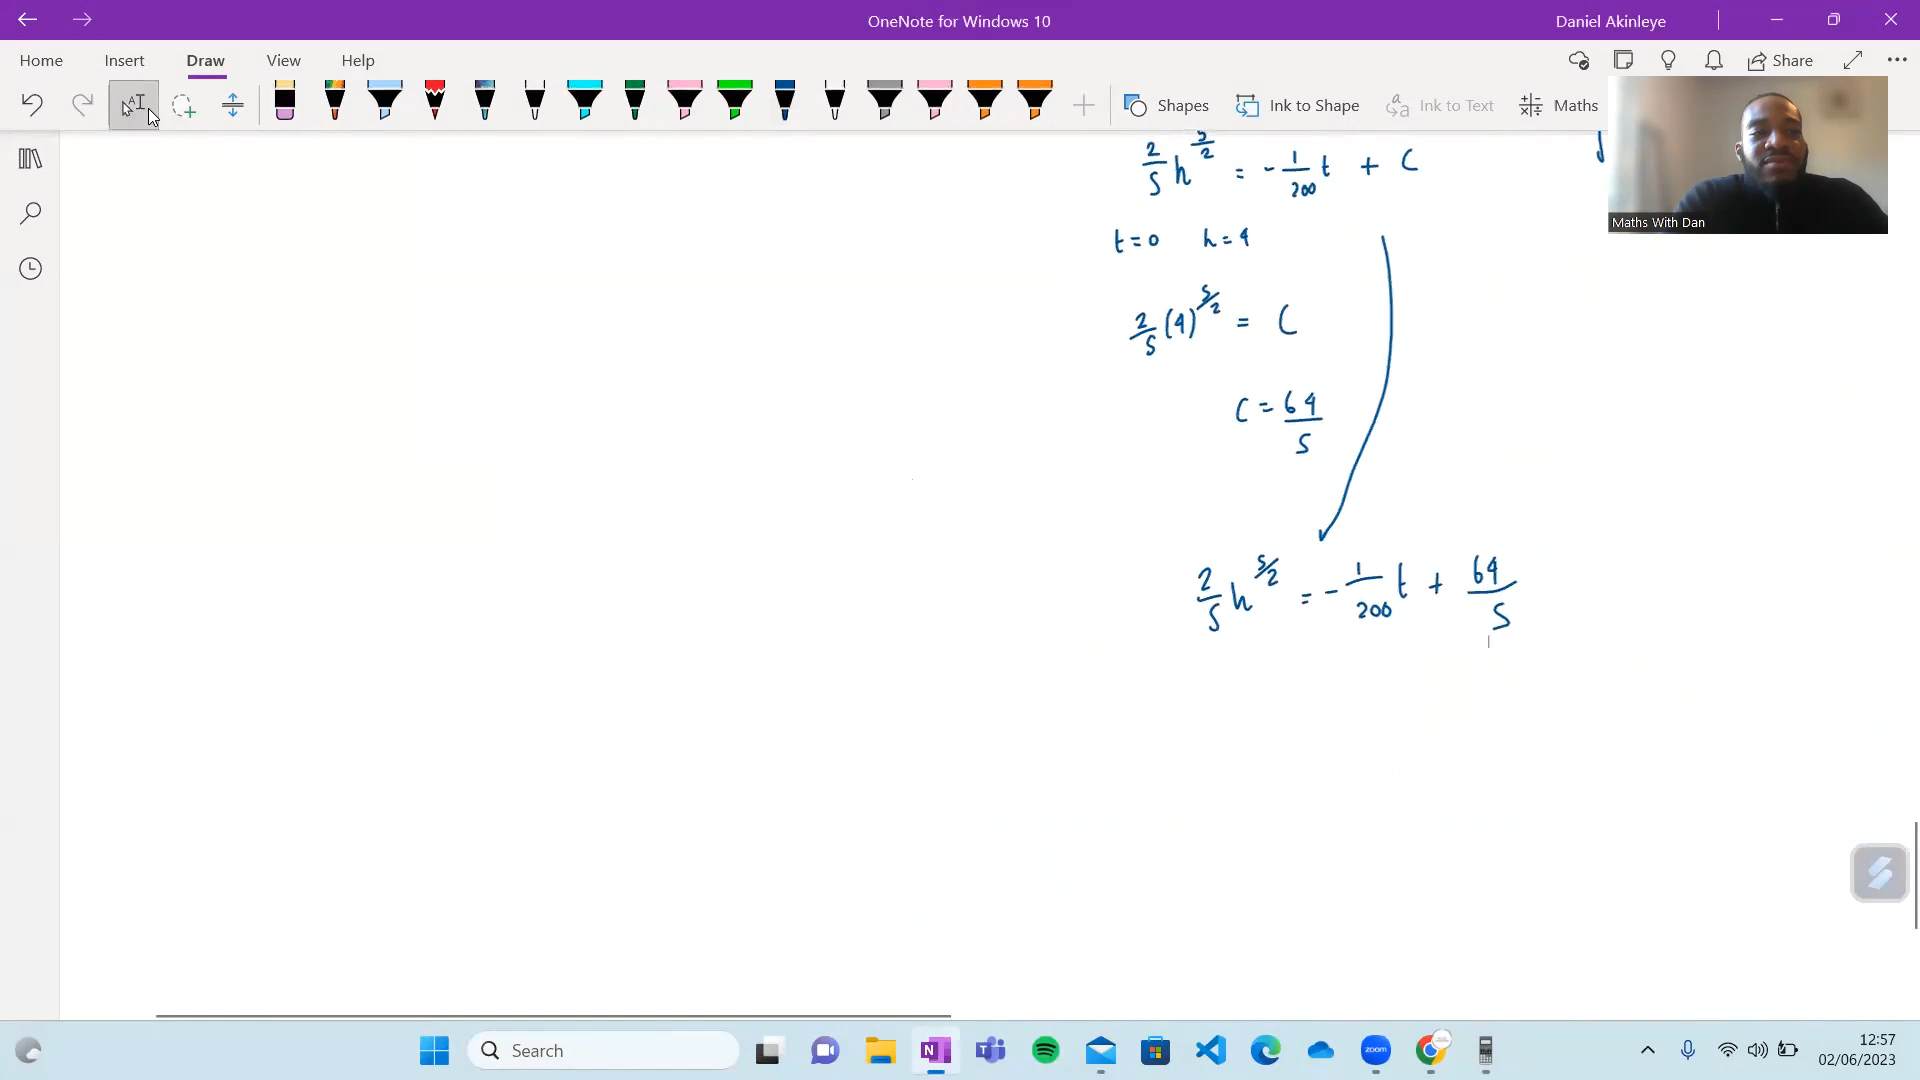 OneNote for Windows 10
Daniel Akinleye
Home Insert Draw View Help
Share
Shapes Ink to Shape Ink to Text Maths
Maths With Dan
2/5 h^5/2 = -1/200 t + C
t=0 h=4
2/5 (4)^5/2 = C
C = 64/5
2/5 h^5/2 = -1/200 t + 64/5
Search
zoom
12:57
02/06/2023